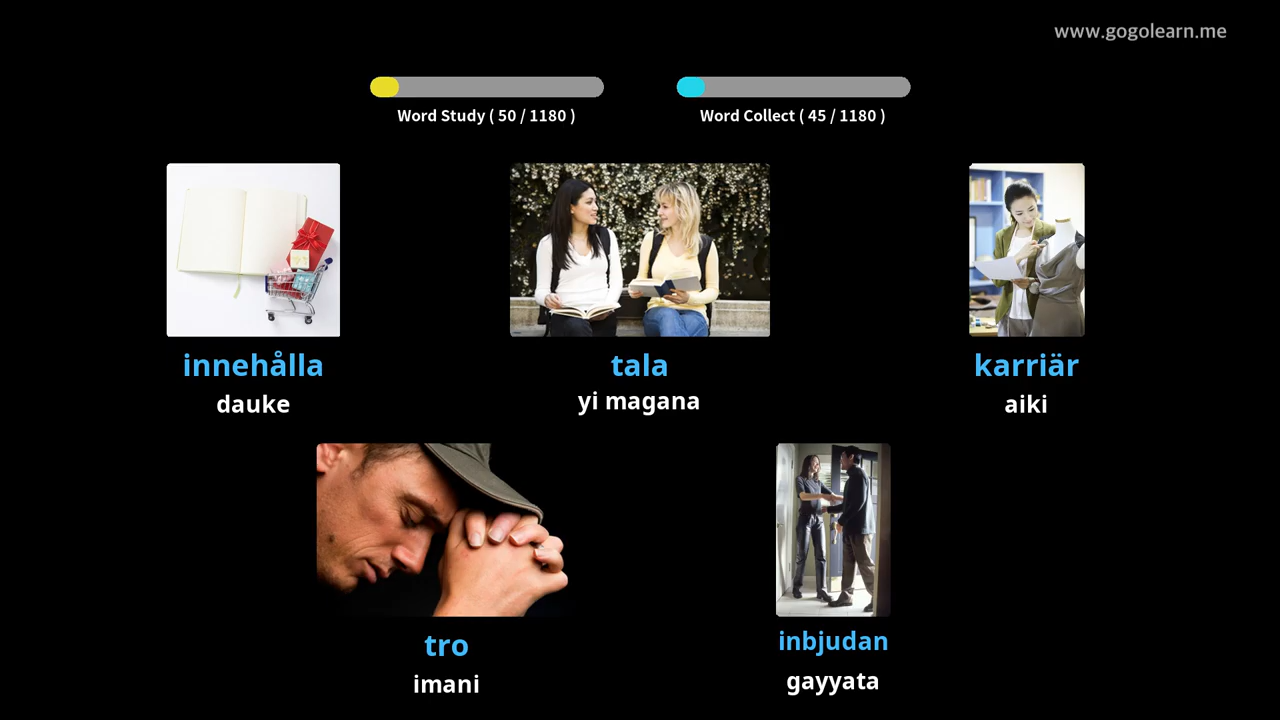 www.gogolearn.me
Word Study ( 50 / 1180 )
Word Collect ( 45 / 1180 )
innehålla
dauke
tala
yi magana
karriär
aiki
tro
imani
inbjudan
gayyata